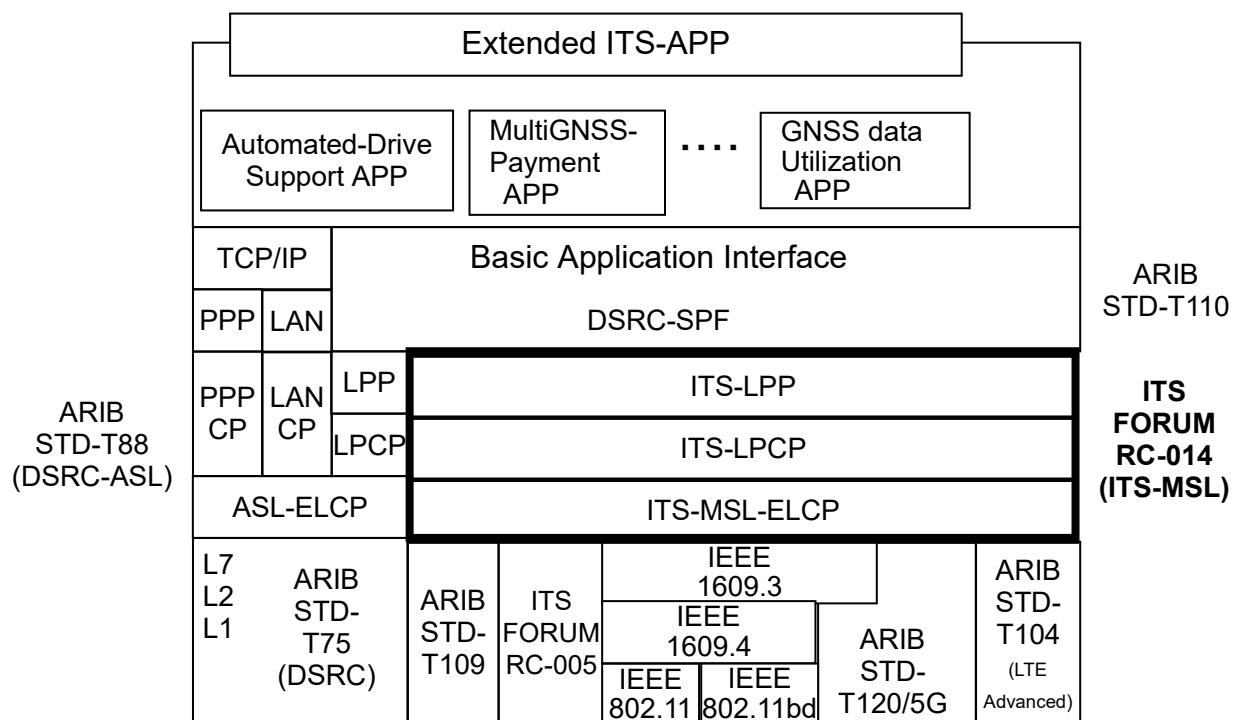 Extended ITS-APP
Automated-Drive
Support APP
MultiGNSS-
Payment
APP
....
GNSS data
Utilization
APP
TCP/IP
Basic Application Interface
ARIB
STD-T110
PPP
LAN
DSRC-SPF
ARIB
STD-T88
(DSRC-ASL)
PPP
CP
LAN
CP
LPP
ITS-LPP
LPCP
ITS-LPCP
ITS
FORUM
RC-014
(ITS-MSL)
ASL-ELCP
ITS-MSL-ELCP
L7
L2
L1
ARIB
STD-
T75
(DSRC)
ARIB
STD-
T109
ITS
FORUM
RC-005
IEEE
1609.3
IEEE
1609.4
IEEE
802.11
IEEE
802.11bd
ARIB
STD-
T120/5G
ARIB
STD-
T104
(LTE
Advanced)